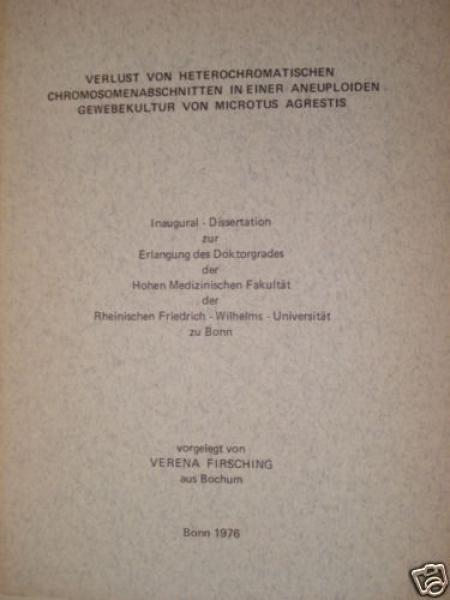 VERLUST VON HETEROCHROMATISCHEN
CHROMOSOMENABSCHNITTEN IN EINER ANEUPLOIDEN
GEWEBEKULTUR VON MICROTUS AGRESTIS
Inaugural - Dissertation
zur
Erlangung des Doktorgrades
der
Hohen Medizinischen Fakultät
der
Rheinischen Friedrich - Wilhelms - Universität
zu Bonn
vorgelegt von
VERENA FIRSCHING
aus Bochum
Bonn 1976